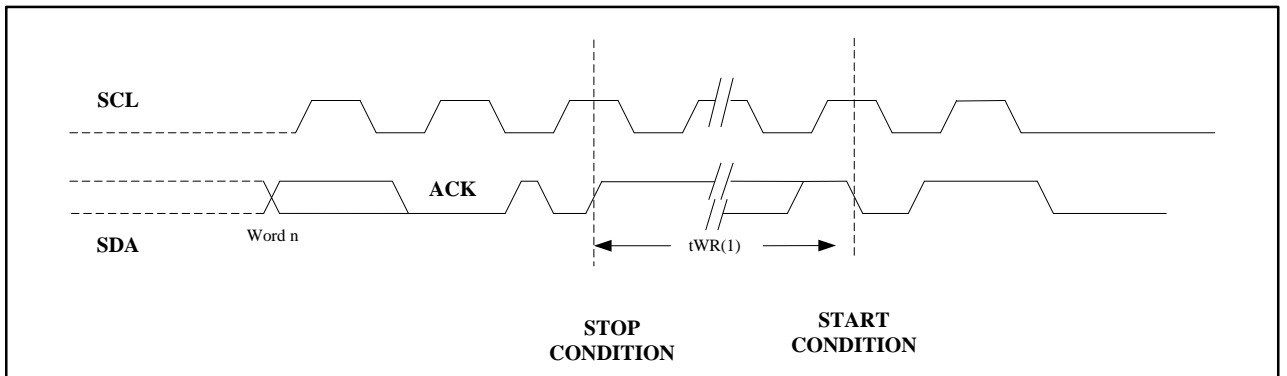 SCL
ACK
Word n
SDA
tWR(1)
STOP
CONDITION
START
CONDITION